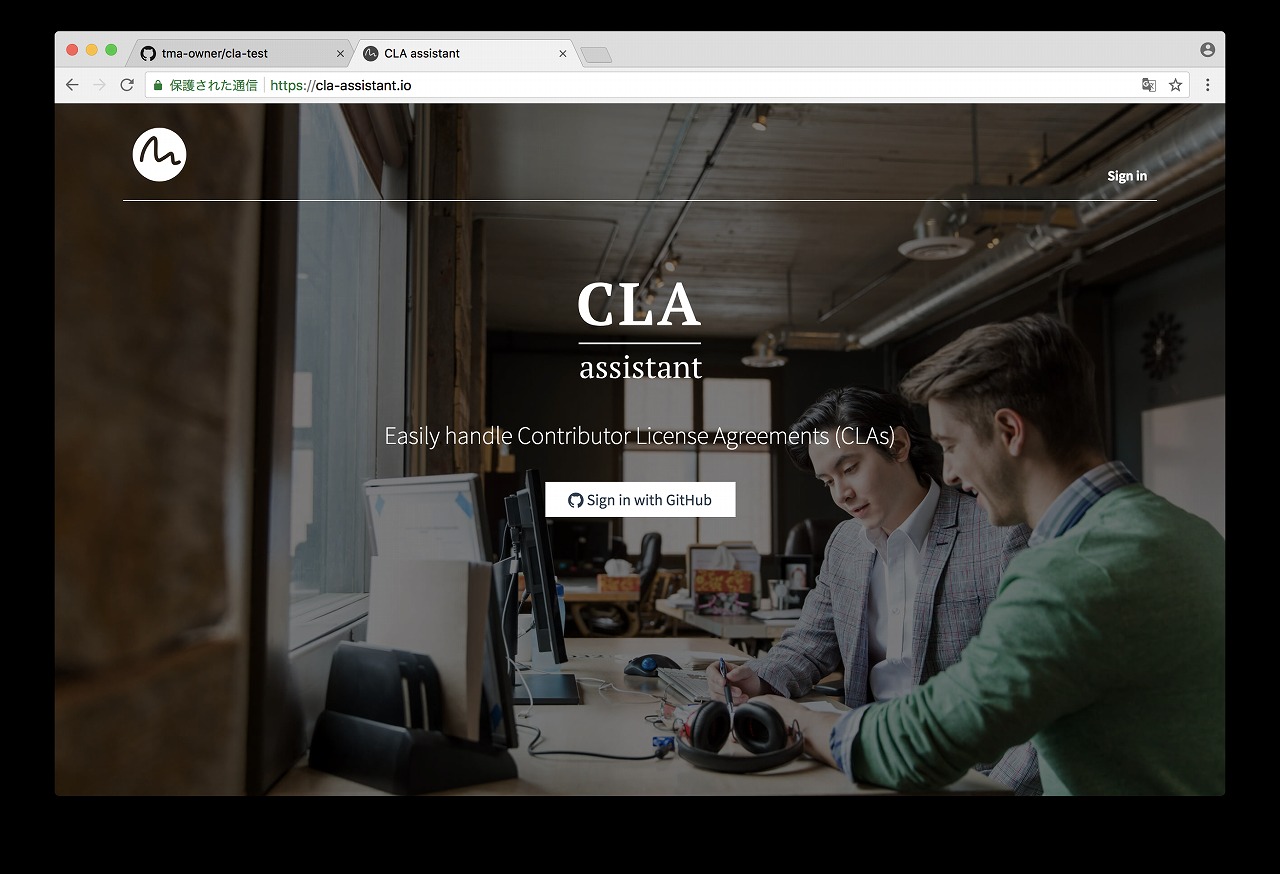 tma-owner/cla-test
CLA assistant
保護された通信 https://cla-assistant.io
Sign in
CLA
assistant
Easily handle Contributor License Agreements (CLAs)
Sign in with GitHub